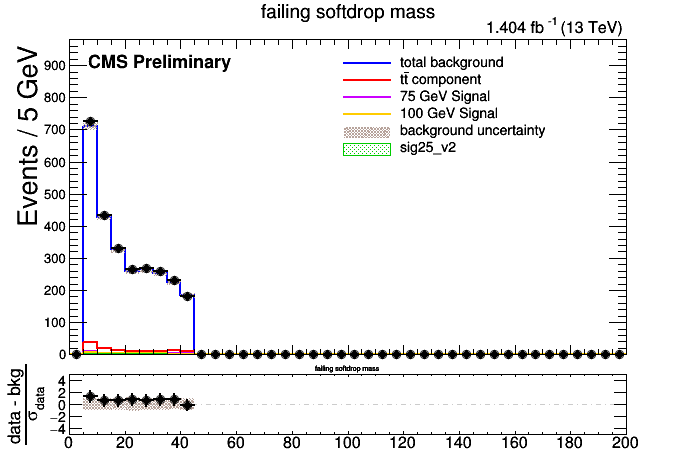 failing softdrop mass
1.404 fb⁻¹ (13 TeV)
CMS Preliminary
total background
tt̄ component
75 GeV Signal
100 GeV Signal
background uncertainty
sig25_v2
Events / 5 GeV
900
800
700
600
500
400
300
200
100
0
failing softdrop mass
data - bkg
σ data
4
2
0
−2
−4
0 20 40 60 80 100 120 140 160 180 200